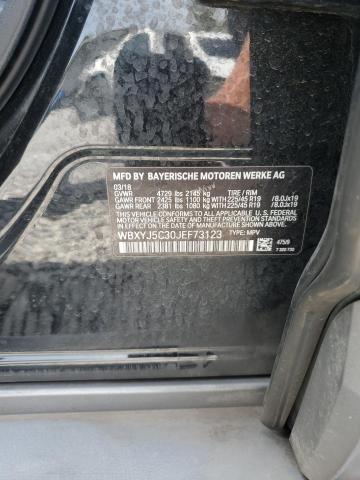 MFD BY BAYERISCHE MOTOREN WERKE AG
03/18
GVWR 4729 lbs 2145 kg TIRE / RIM
GAWR FRONT 2425 lbs 1100 kg WITH 225/45 R19 /8.0Jx19
GAWR REAR 2381 lbs 1080 kg WITH 225/45 R19 /8.0Jx19
THIS VEHICLE CONFORMS TO ALL APPLICABLE U. S. FEDERAL
MOTOR VEHICLE SAFETY, BUMPER, AND THEFT PREVENTION
STANDARDS IN EFFECT ON THE DATE OF MANUFACTURE SHOWN ABOVE.
WBXYJ5C30JEF73123 TYPE: MPV
475/9